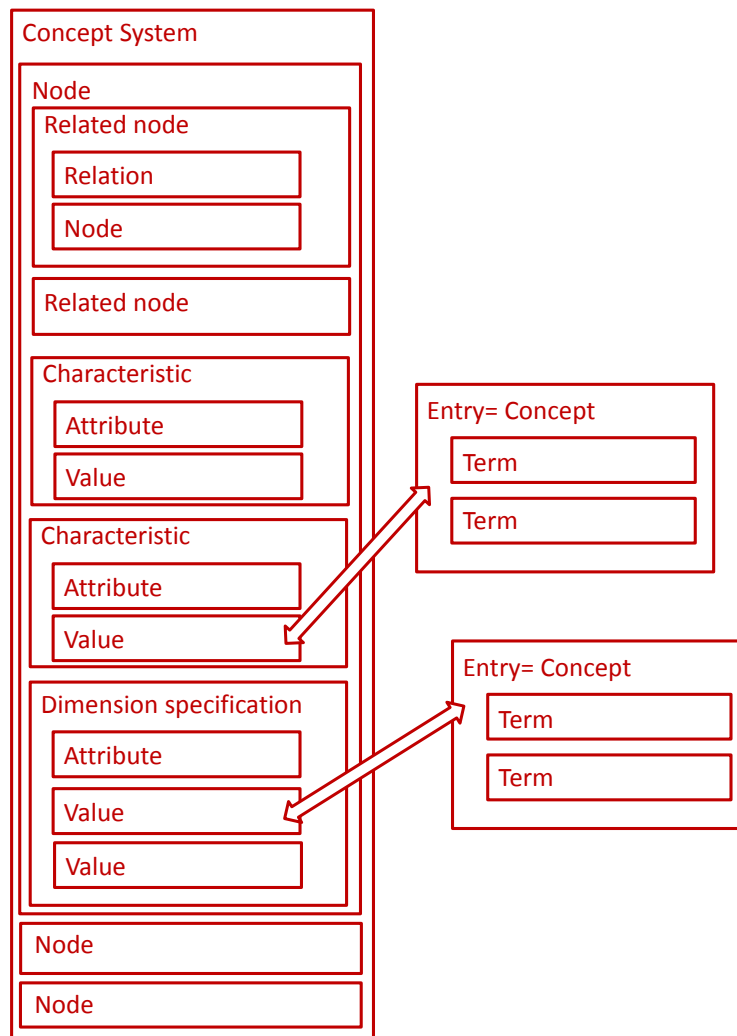 Concept System
Node
Related node
Relation
Node
Related node
Characteristic
Attribute
Value
Characteristic
Attribute
Value
Dimension specification
Attribute
Value
Value
Node
Node
Entry= Concept
Term
Term
Entry= Concept
Term
Term